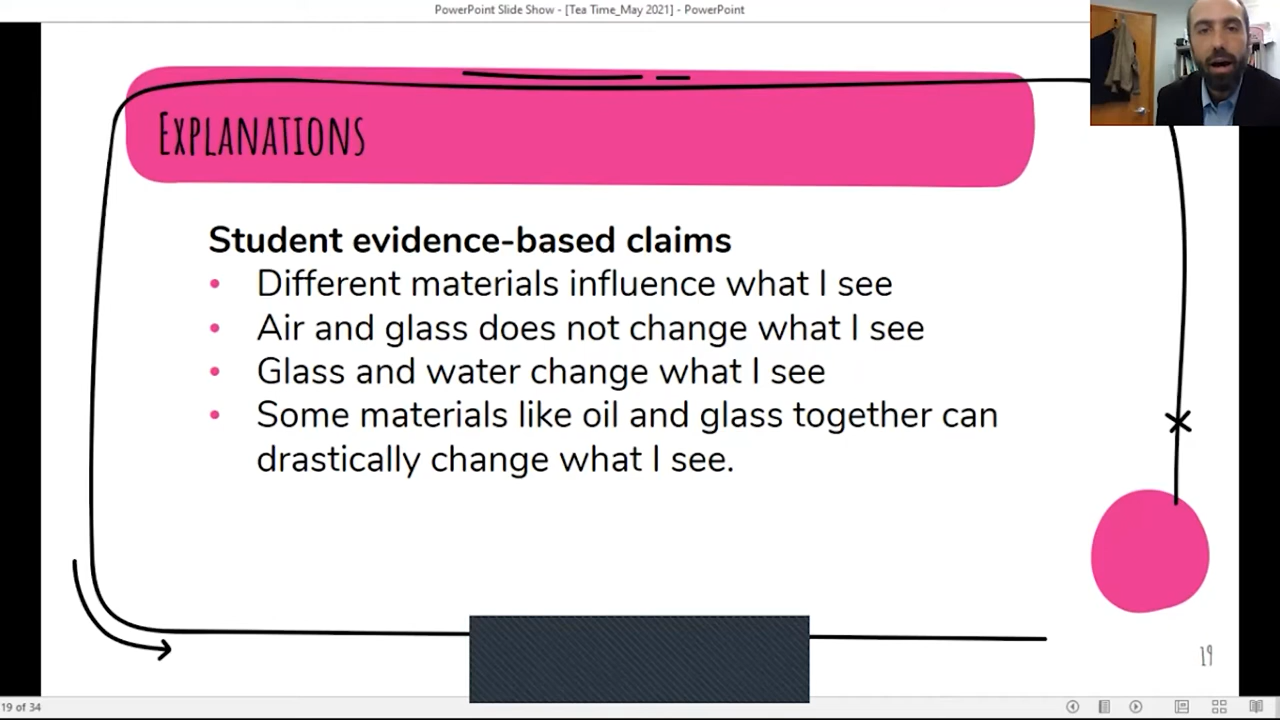 PowerPoint Slide Show - [Tea Time_May 2021] - PowerPoint
Explanations
Student evidence-based claims
• Different materials influence what I see
• Air and glass does not change what I see
• Glass and water change what I see
• Some materials like oil and glass together can
drastically change what I see.
19
19 of 34